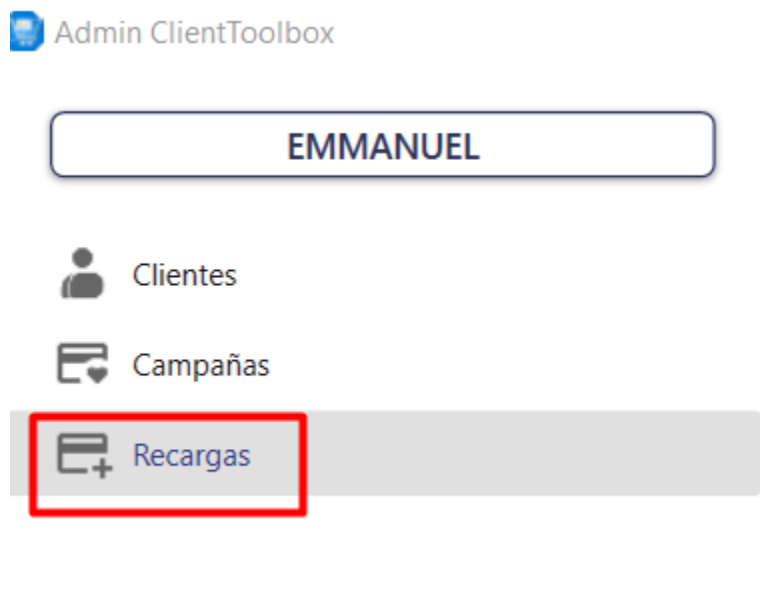 Admin ClientToolbox
EMMANUEL
Clientes
Campañas
Recargas